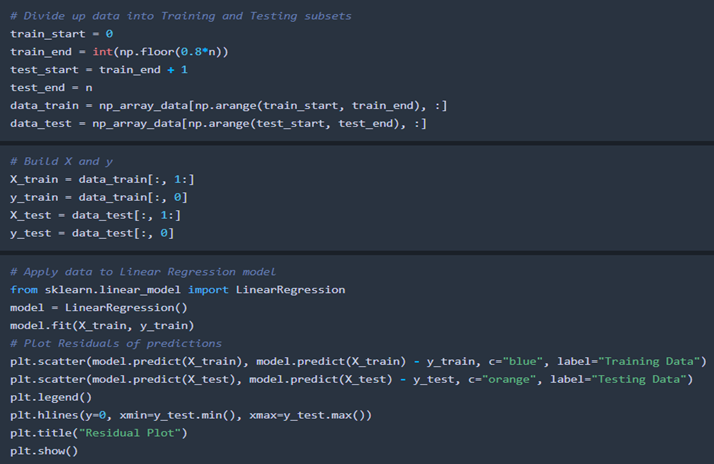 # Divide up data into Training and Testing subsets
train_start = 0
train_end = int(np.floor(0.8*n))
test_start = train_end + 1
test_end = n
data_train = np_array_data[np.arange(train_start, train_end), :]
data_test = np_array_data[np.arange(test_start, test_end), :]
# Build X and y
X_train = data_train[:, 1:]
y_train = data_train[:, 0]
X_test = data_test[:, 1:]
y_test = data_test[:, 0]
# Apply data to Linear Regression model
from sklearn.linear_model import LinearRegression
model = LinearRegression()
model.fit(X_train, y_train)
# Plot Residuals of predictions
plt.scatter(model.predict(X_train), model.predict(X_train) - y_train, c="blue", label="Training Data")
plt.scatter(model.predict(X_test), model.predict(X_test) - y_test, c="orange", label="Testing Data")
plt.legend()
plt.hlines(y=0, xmin=y_test.min(), xmax=y_test.max())
plt.title("Residual Plot")
plt.show()